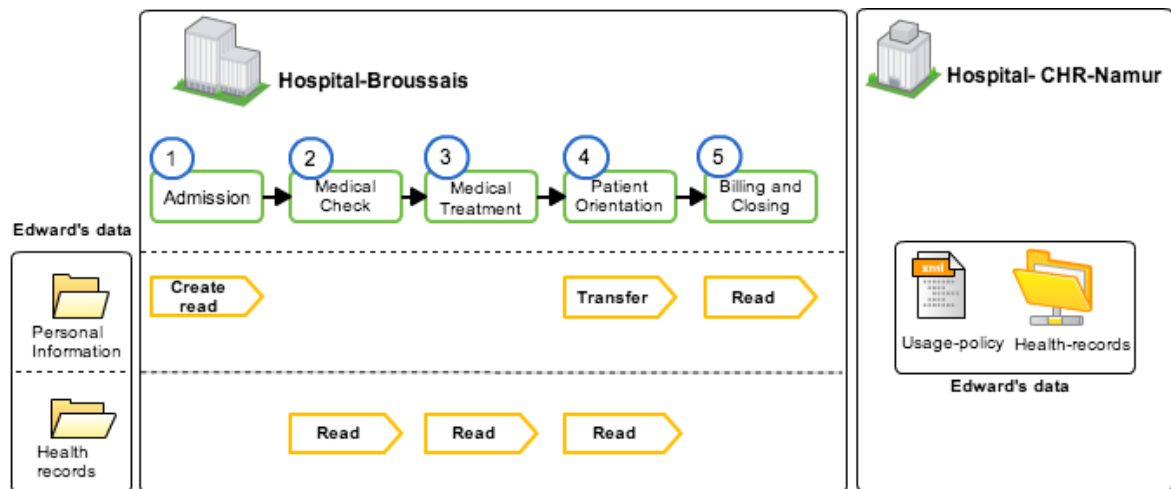 Hospital-Broussais
Hospital- CHR-Namur
1
2
3
4
5
Admission
Medical
Check
Medical
Treatment
Patient
Orientation
Billing and
Closing
Edward's data
Create
read
Transfer
Read
Personal
Information
xml
Usage-policy
Health-records
Edward's data
Health
records
Read
Read
Read